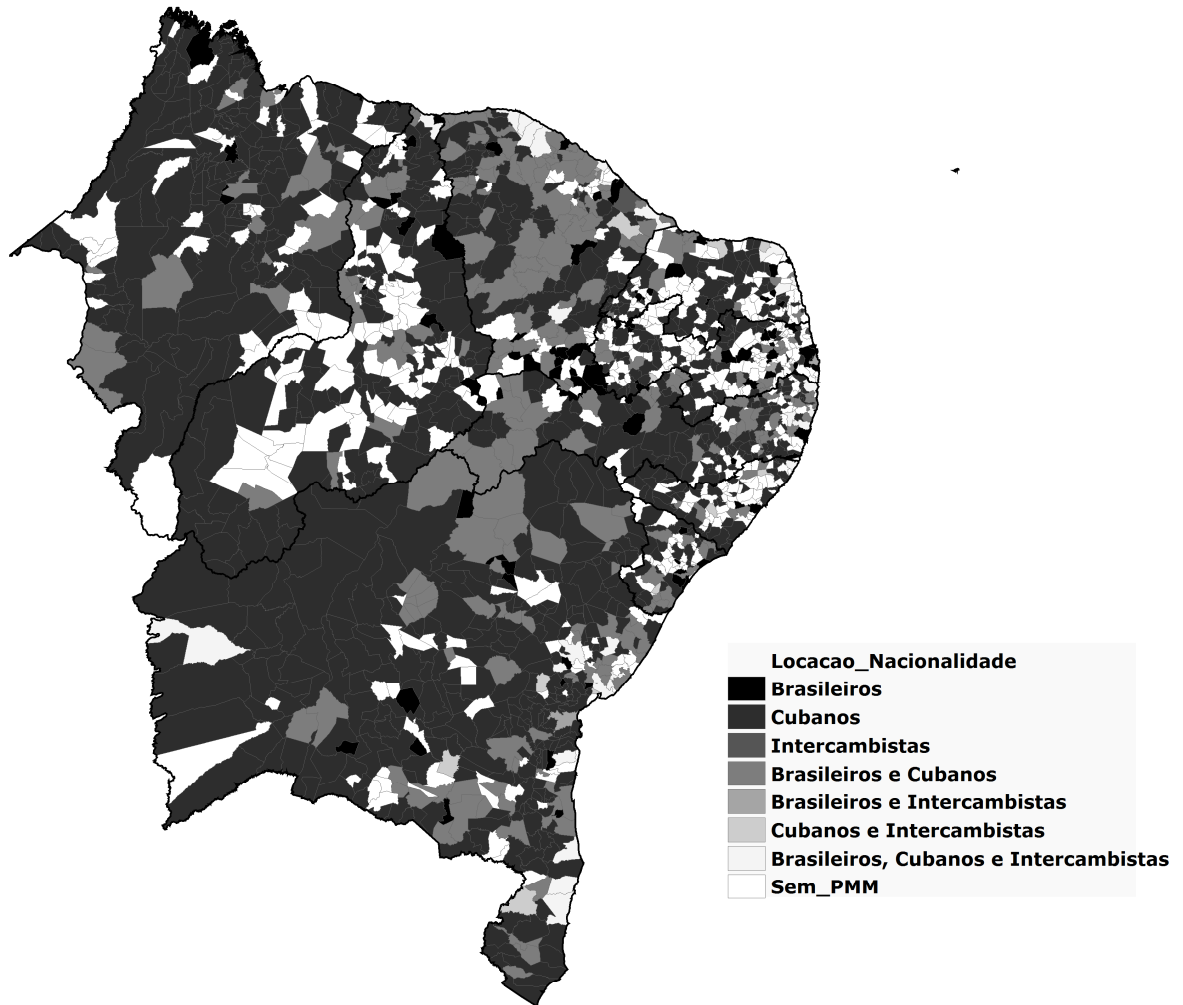 Locacao_Nacionalidade
Brasileiros
Cubanos
Intercambistas
Brasileiros e Cubanos
Brasileiros e Intercambistas
Cubanos e Intercambistas
Brasileiros, Cubanos e Intercambistas
Sem_PMM